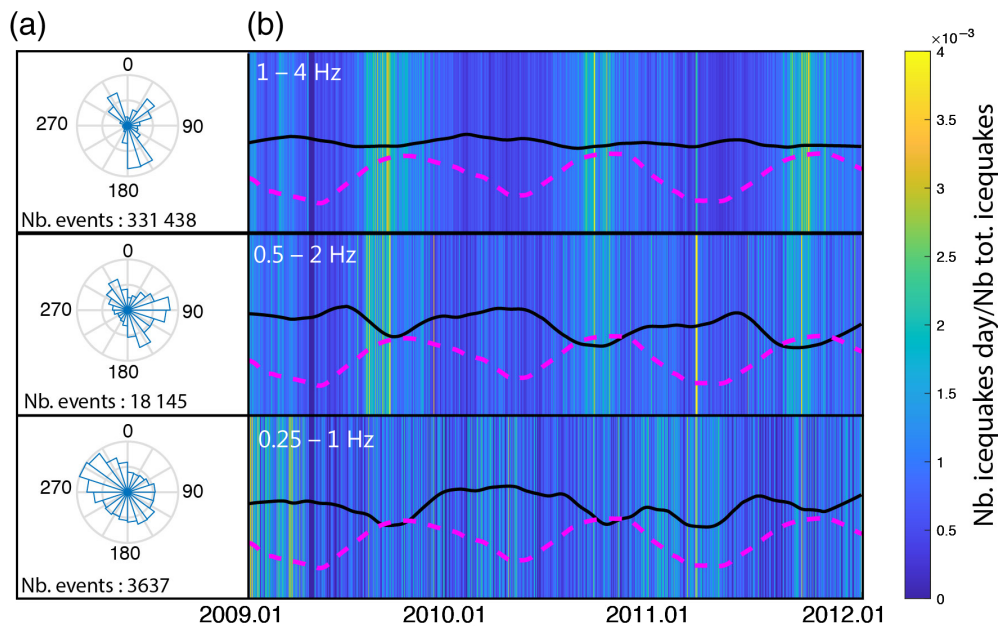 (a)
(b)
0
270
90
180
Nb. events : 331 438
1 – 4 Hz
0
270
90
180
Nb. events : 18 145
0.5 – 2 Hz
0
270
90
180
Nb. events : 3637
0.25 – 1 Hz
2009.01
2010.01
2011.01
2012.01
×10⁻³
4
3.5
3
2.5
2
1.5
1
0.5
0
Nb. icequakes day/Nb tot. icequakes